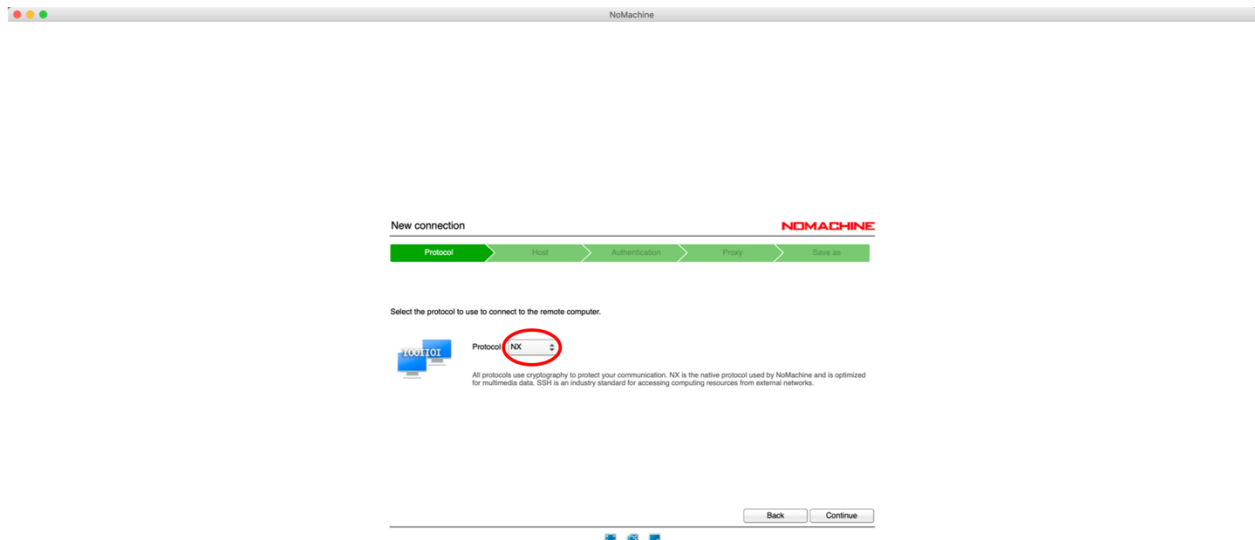 NoMachine
New connection
NOMACHINE
Protocol
Host
Authentication
Proxy
Save as
Select the protocol to use to connect to the remote computer.
1001101
Protocol NX
All protocols use cryptography to protect your communication. NX is the native protocol used by NoMachine and is optimized
for multimedia data. SSH is an industry standard for accessing computing resources from external networks.
Back
Continue